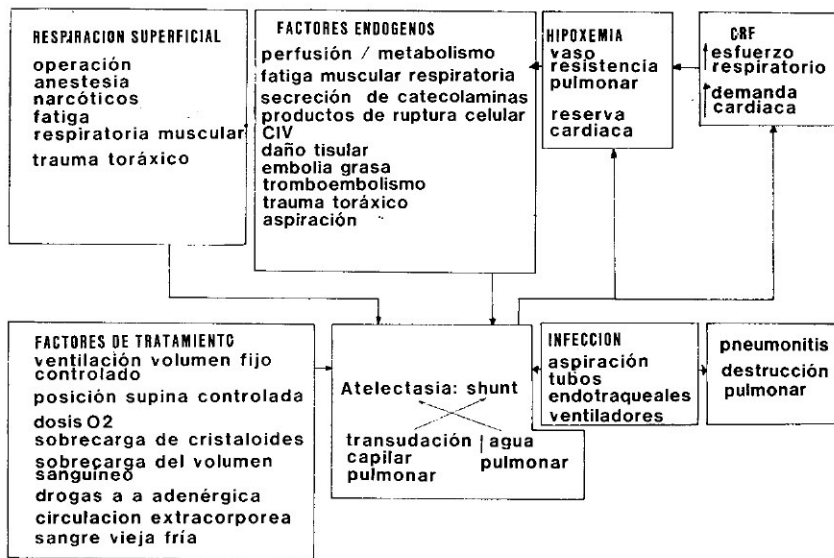 RESPIRACION SUPERFICIAL
operación
anestesia
narcóticos
fatiga
respiratoria muscular
trauma toráxico
FACTORES ENDOGENOS
perfusión / metabolismo
fatiga muscular respiratoria
secreción de catecolaminas
productos de ruptura celular
CIV
daño tisular
embolia grasa
tromboembolismo
trauma toráxico
aspiración
HIPOXEMIA
vaso
resistencia
pulmonar
reserva
cardiaca
CRF
esfuerzo
respiratorio
demanda
cardiaca
FACTORES DE TRATAMIENTO
ventilación volumen fijo
controlado
posición supina controlada
dosis O2
sobrecarga de cristaloides
sobrecarga del volumen
sanguíneo
drogas a a adenérgica
circulacion extracorporea
sangre vieja fría
Atelectasia: shunt
transudación
capilar
pulmonar
agua
pulmonar
INFECCION
aspiración
tubos
endotraqueales
ventiladores
pneumonitis
destrucción
pulmonar